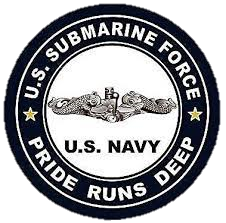 U.S. SUBMARINE FORCE
U.S. NAVY
PRIDE RUNS DEEP